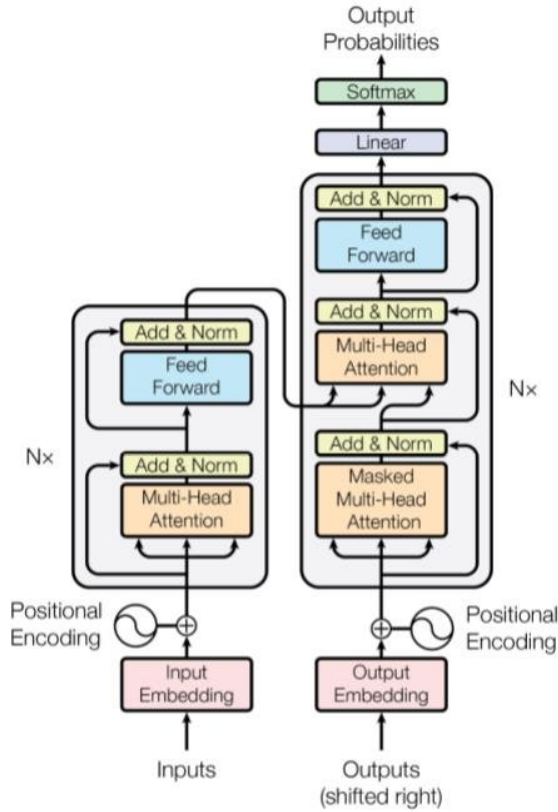 Output
Probabilities
Softmax
Linear
Add & Norm
Feed
Forward
Add & Norm
Multi-Head
Attention
Add & Norm
Masked
Multi-Head
Attention
N×
Add & Norm
Feed
Forward
Add & Norm
Multi-Head
Attention
N×
Positional
Encoding
Positional
Encoding
Input
Embedding
Output
Embedding
Inputs
Outputs
(shifted right)